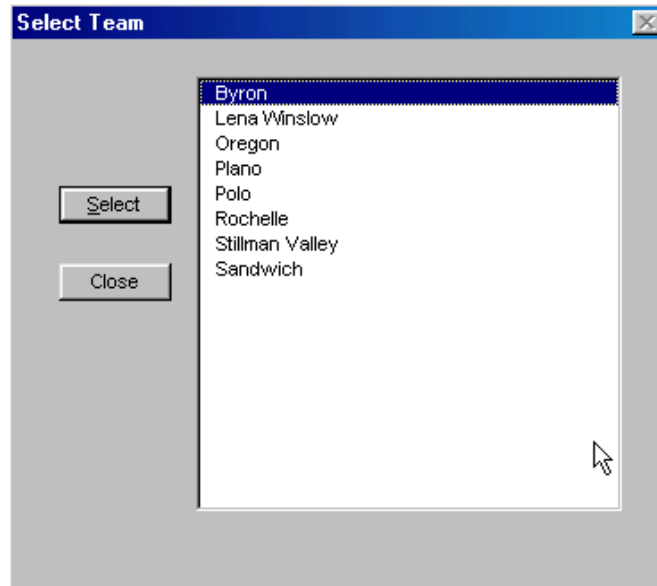 Select Team
Byron
Lena Winslow
Oregon
Plano
Polo
Rochelle
Stillman Valley
Sandwich
Select
Close